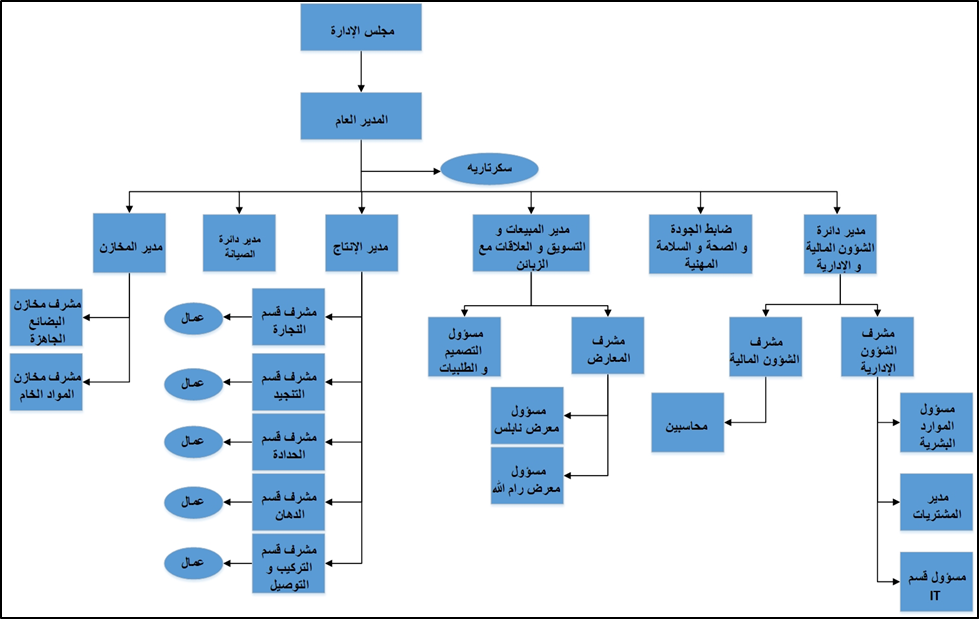 مجلس الإدارة
المدير العام
سكرتاريه
مدير دائرة
الشؤون المالية
و الإدارية
ضابط الجودة
و الصحة و السلامة
المهنية
مدير المبيعات و
التسويق و العلاقات مع
الزبائن
مدير الإنتاج
مدير دائرة
الصيانة
مدير المخازن
مشرف
الشؤون
الإدارية
مشرف
الشؤون المالية
مسؤول
الموارد
البشرية
مدير
المشتريات
مسؤول قسم
IT
محاسبين
مشرف
المعارض
مسؤول
التصميم
و الطلبيات
مسؤول
معرض نابلس
مسؤول
معرض رام الله
مشرف قسم
النجارة
عمال
مشرف قسم
التنجيد
عمال
مشرف قسم
الحدادة
عمال
مشرف قسم
الدهان
عمال
مشرف قسم
التركيب و
التوصيل
عمال
مشرف مخازن
البضائع
الجاهزة
مشرف مخازن
المواد الخام